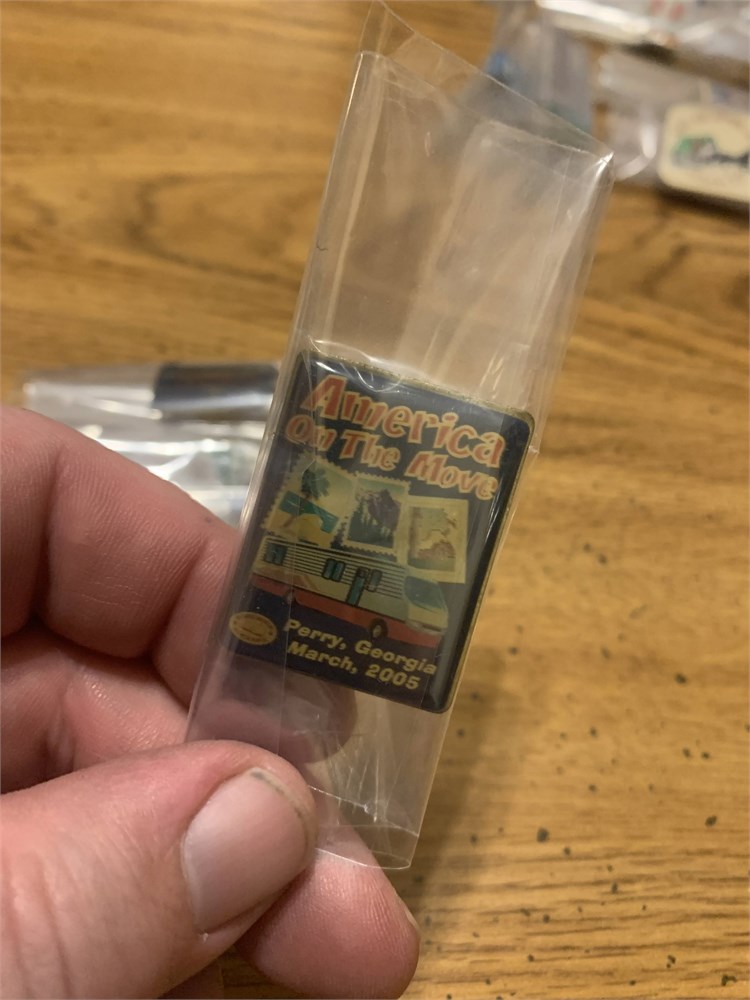 America
On The Move
Perry, Georgia
March, 2005